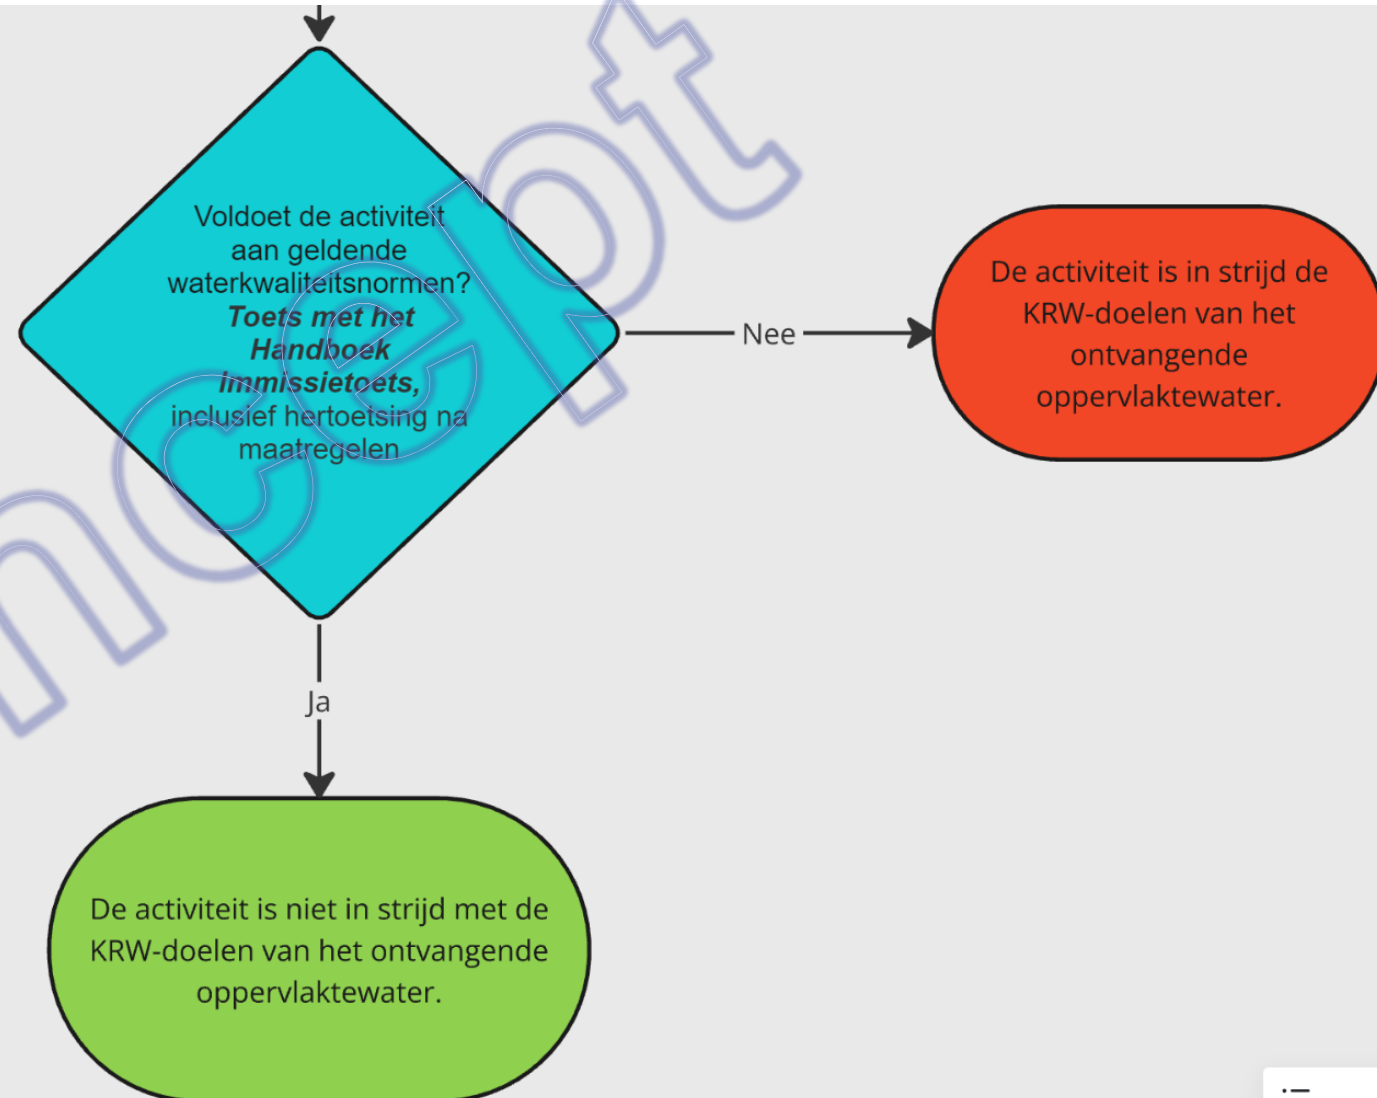 Voldoet de activiteit
aan geldende
waterkwaliteitsnormen?
Toets met het
Handboek
Immissietoets,
inclusief hertoetsing na
maatregelen
Nee
De activiteit is in strijd de
KRW-doelen van het
ontvangende
oppervlaktewater.
Ja
De activiteit is niet in strijd met de
KRW-doelen van het ontvangende
oppervlaktewater.
ncept